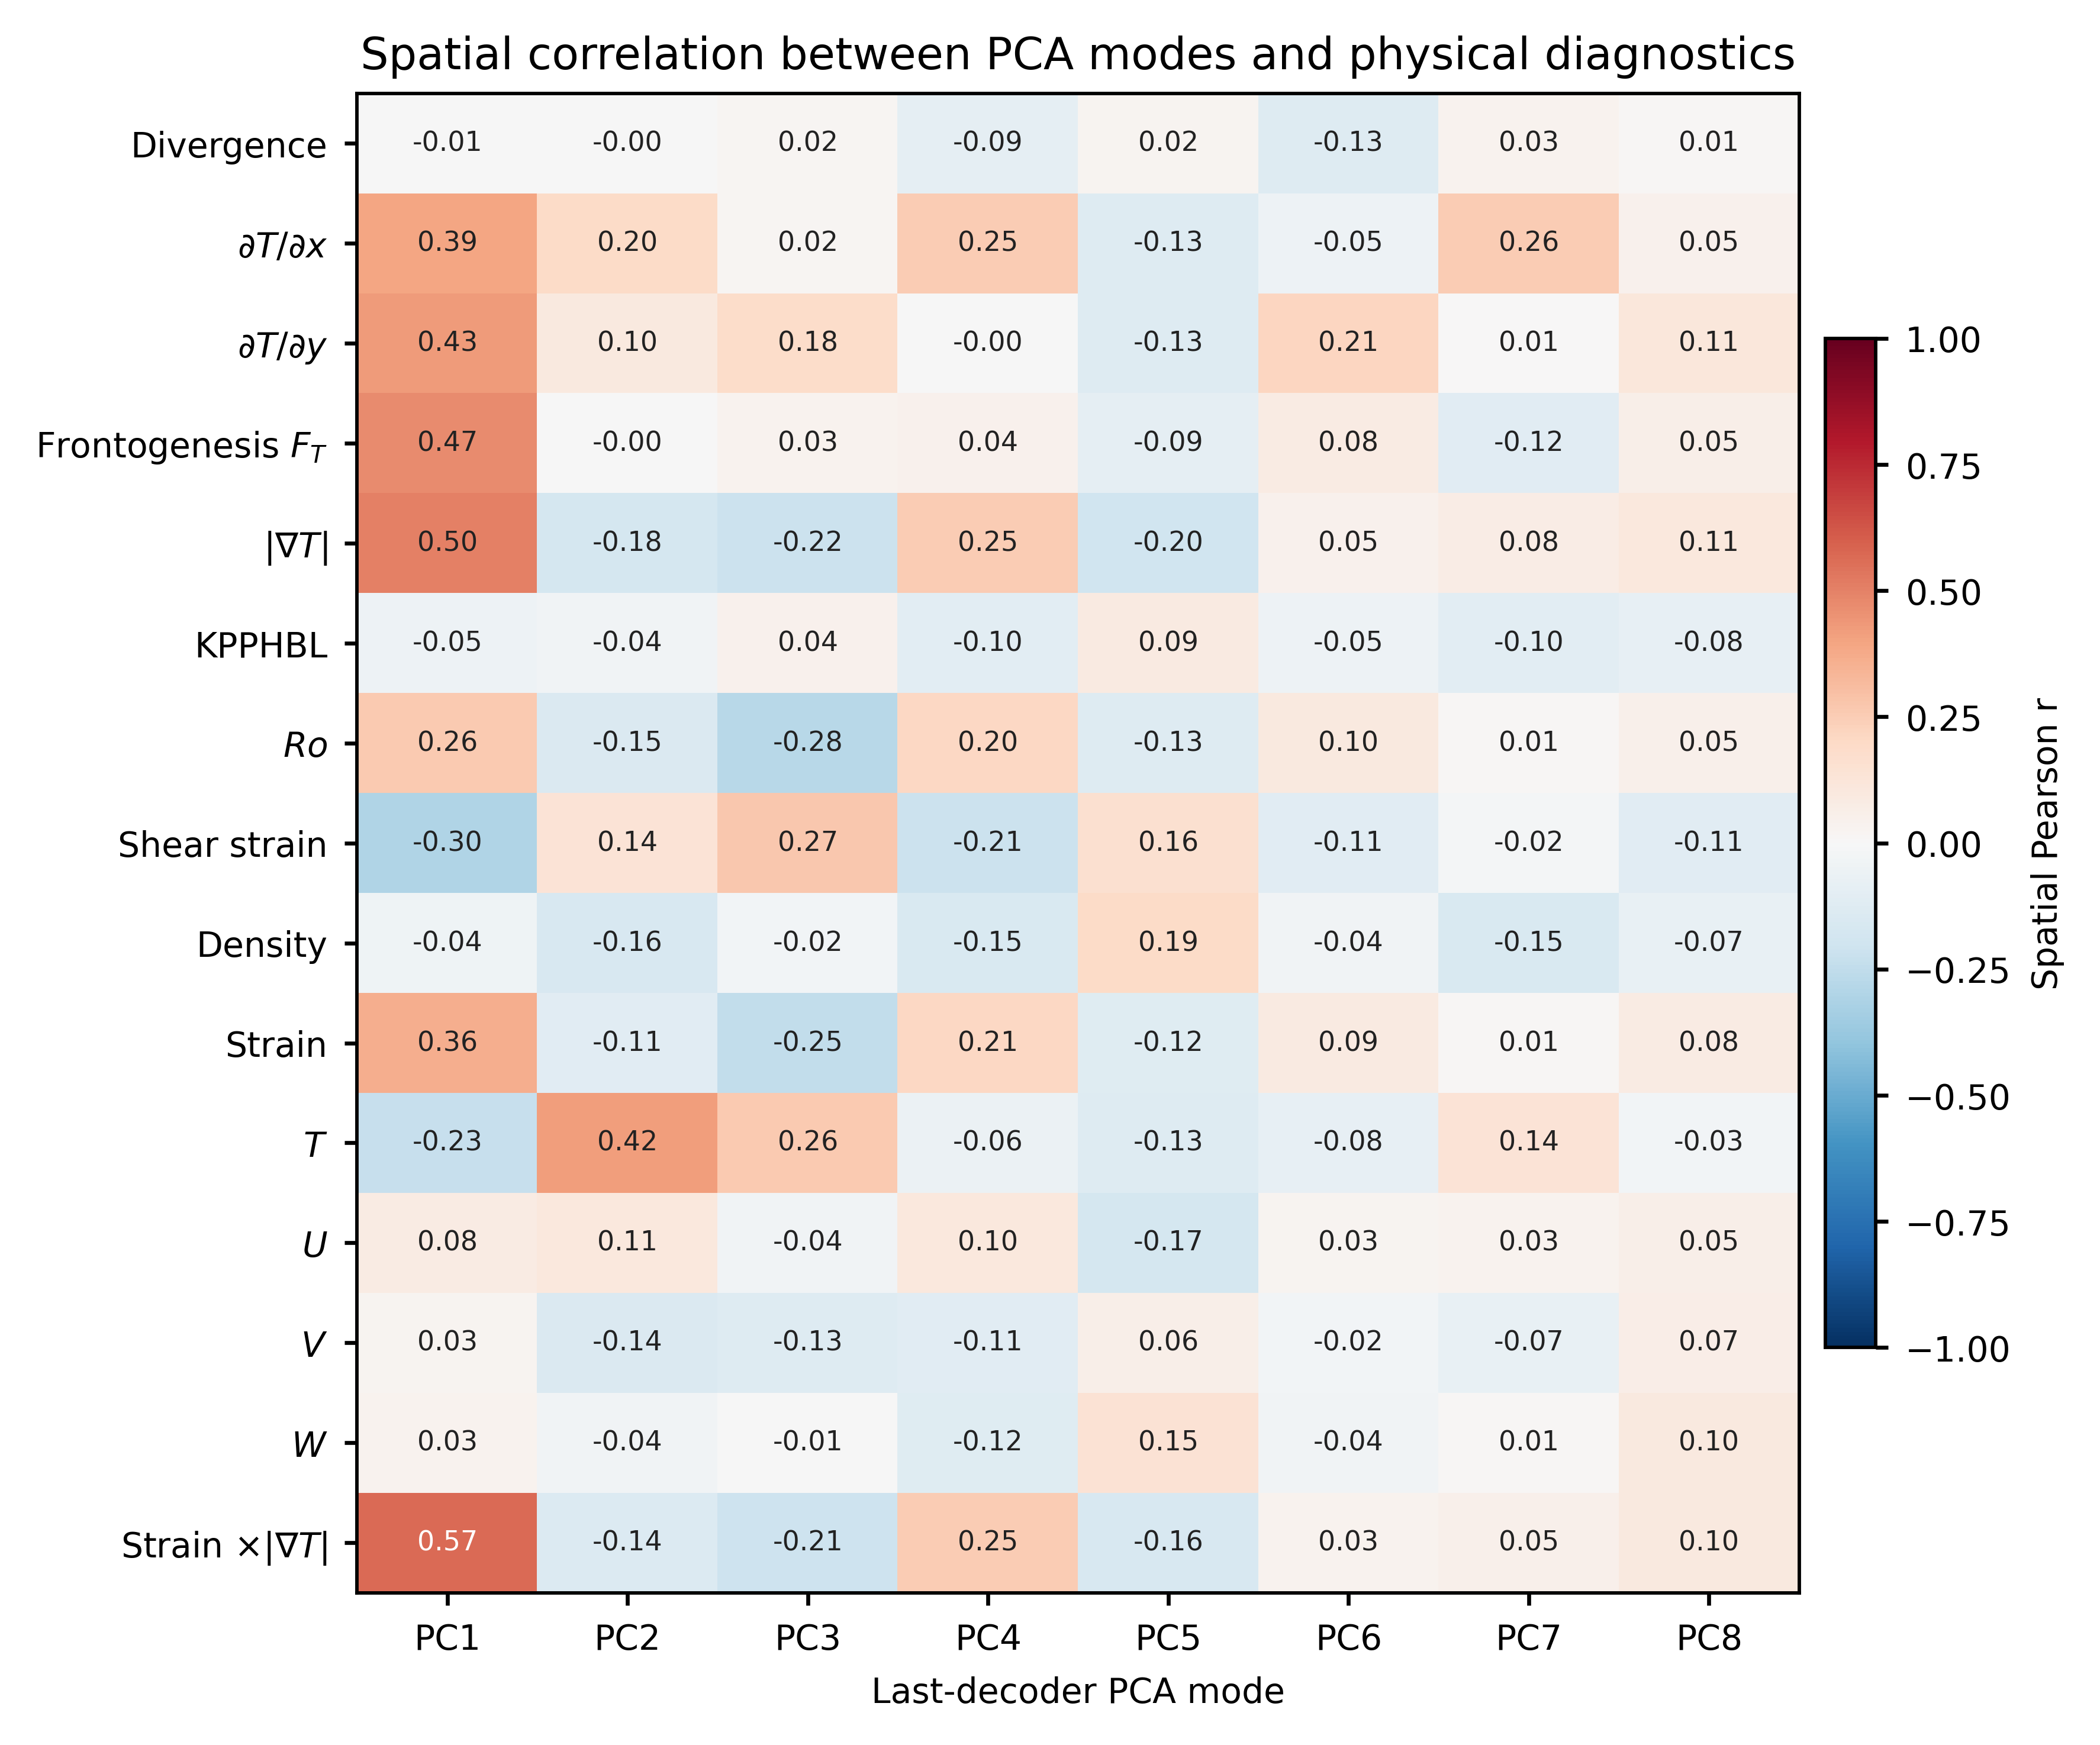 Spatial correlation between PCA modes and physical diagnostics
Divergence -0.01 -0.00 0.02 -0.09 0.02 -0.13 0.03 0.01
∂T/∂x 0.39 0.20 0.02 0.25 -0.13 -0.05 0.26 0.05
∂T/∂y 0.43 0.10 0.18 -0.00 -0.13 0.21 0.01 0.11
Frontogenesis F_T 0.47 -0.00 0.03 0.04 -0.09 0.08 -0.12 0.05
|∇T| 0.50 -0.18 -0.22 0.25 -0.20 0.05 0.08 0.11
KPPHBL -0.05 -0.04 0.04 -0.10 0.09 -0.05 -0.10 -0.08
Ro 0.26 -0.15 -0.28 0.20 -0.13 0.10 0.01 0.05
Shear strain -0.30 0.14 0.27 -0.21 0.16 -0.11 -0.02 -0.11
Density -0.04 -0.16 -0.02 -0.15 0.19 -0.04 -0.15 -0.07
Strain 0.36 -0.11 -0.25 0.21 -0.12 0.09 0.01 0.08
T -0.23 0.42 0.26 -0.06 -0.13 -0.08 0.14 -0.03
U 0.08 0.11 -0.04 0.10 -0.17 0.03 0.03 0.05
V 0.03 -0.14 -0.13 -0.11 0.06 -0.02 -0.07 0.07
W 0.03 -0.04 -0.01 -0.12 0.15 -0.04 0.01 0.10
Strain ×|∇T| 0.57 -0.14 -0.21 0.25 -0.16 0.03 0.05 0.10
PC1 PC2 PC3 PC4 PC5 PC6 PC7 PC8
Last-decoder PCA mode
1.00
0.75
0.50
0.25
0.00
−0.25
−0.50
−0.75
−1.00
Spatial Pearson r